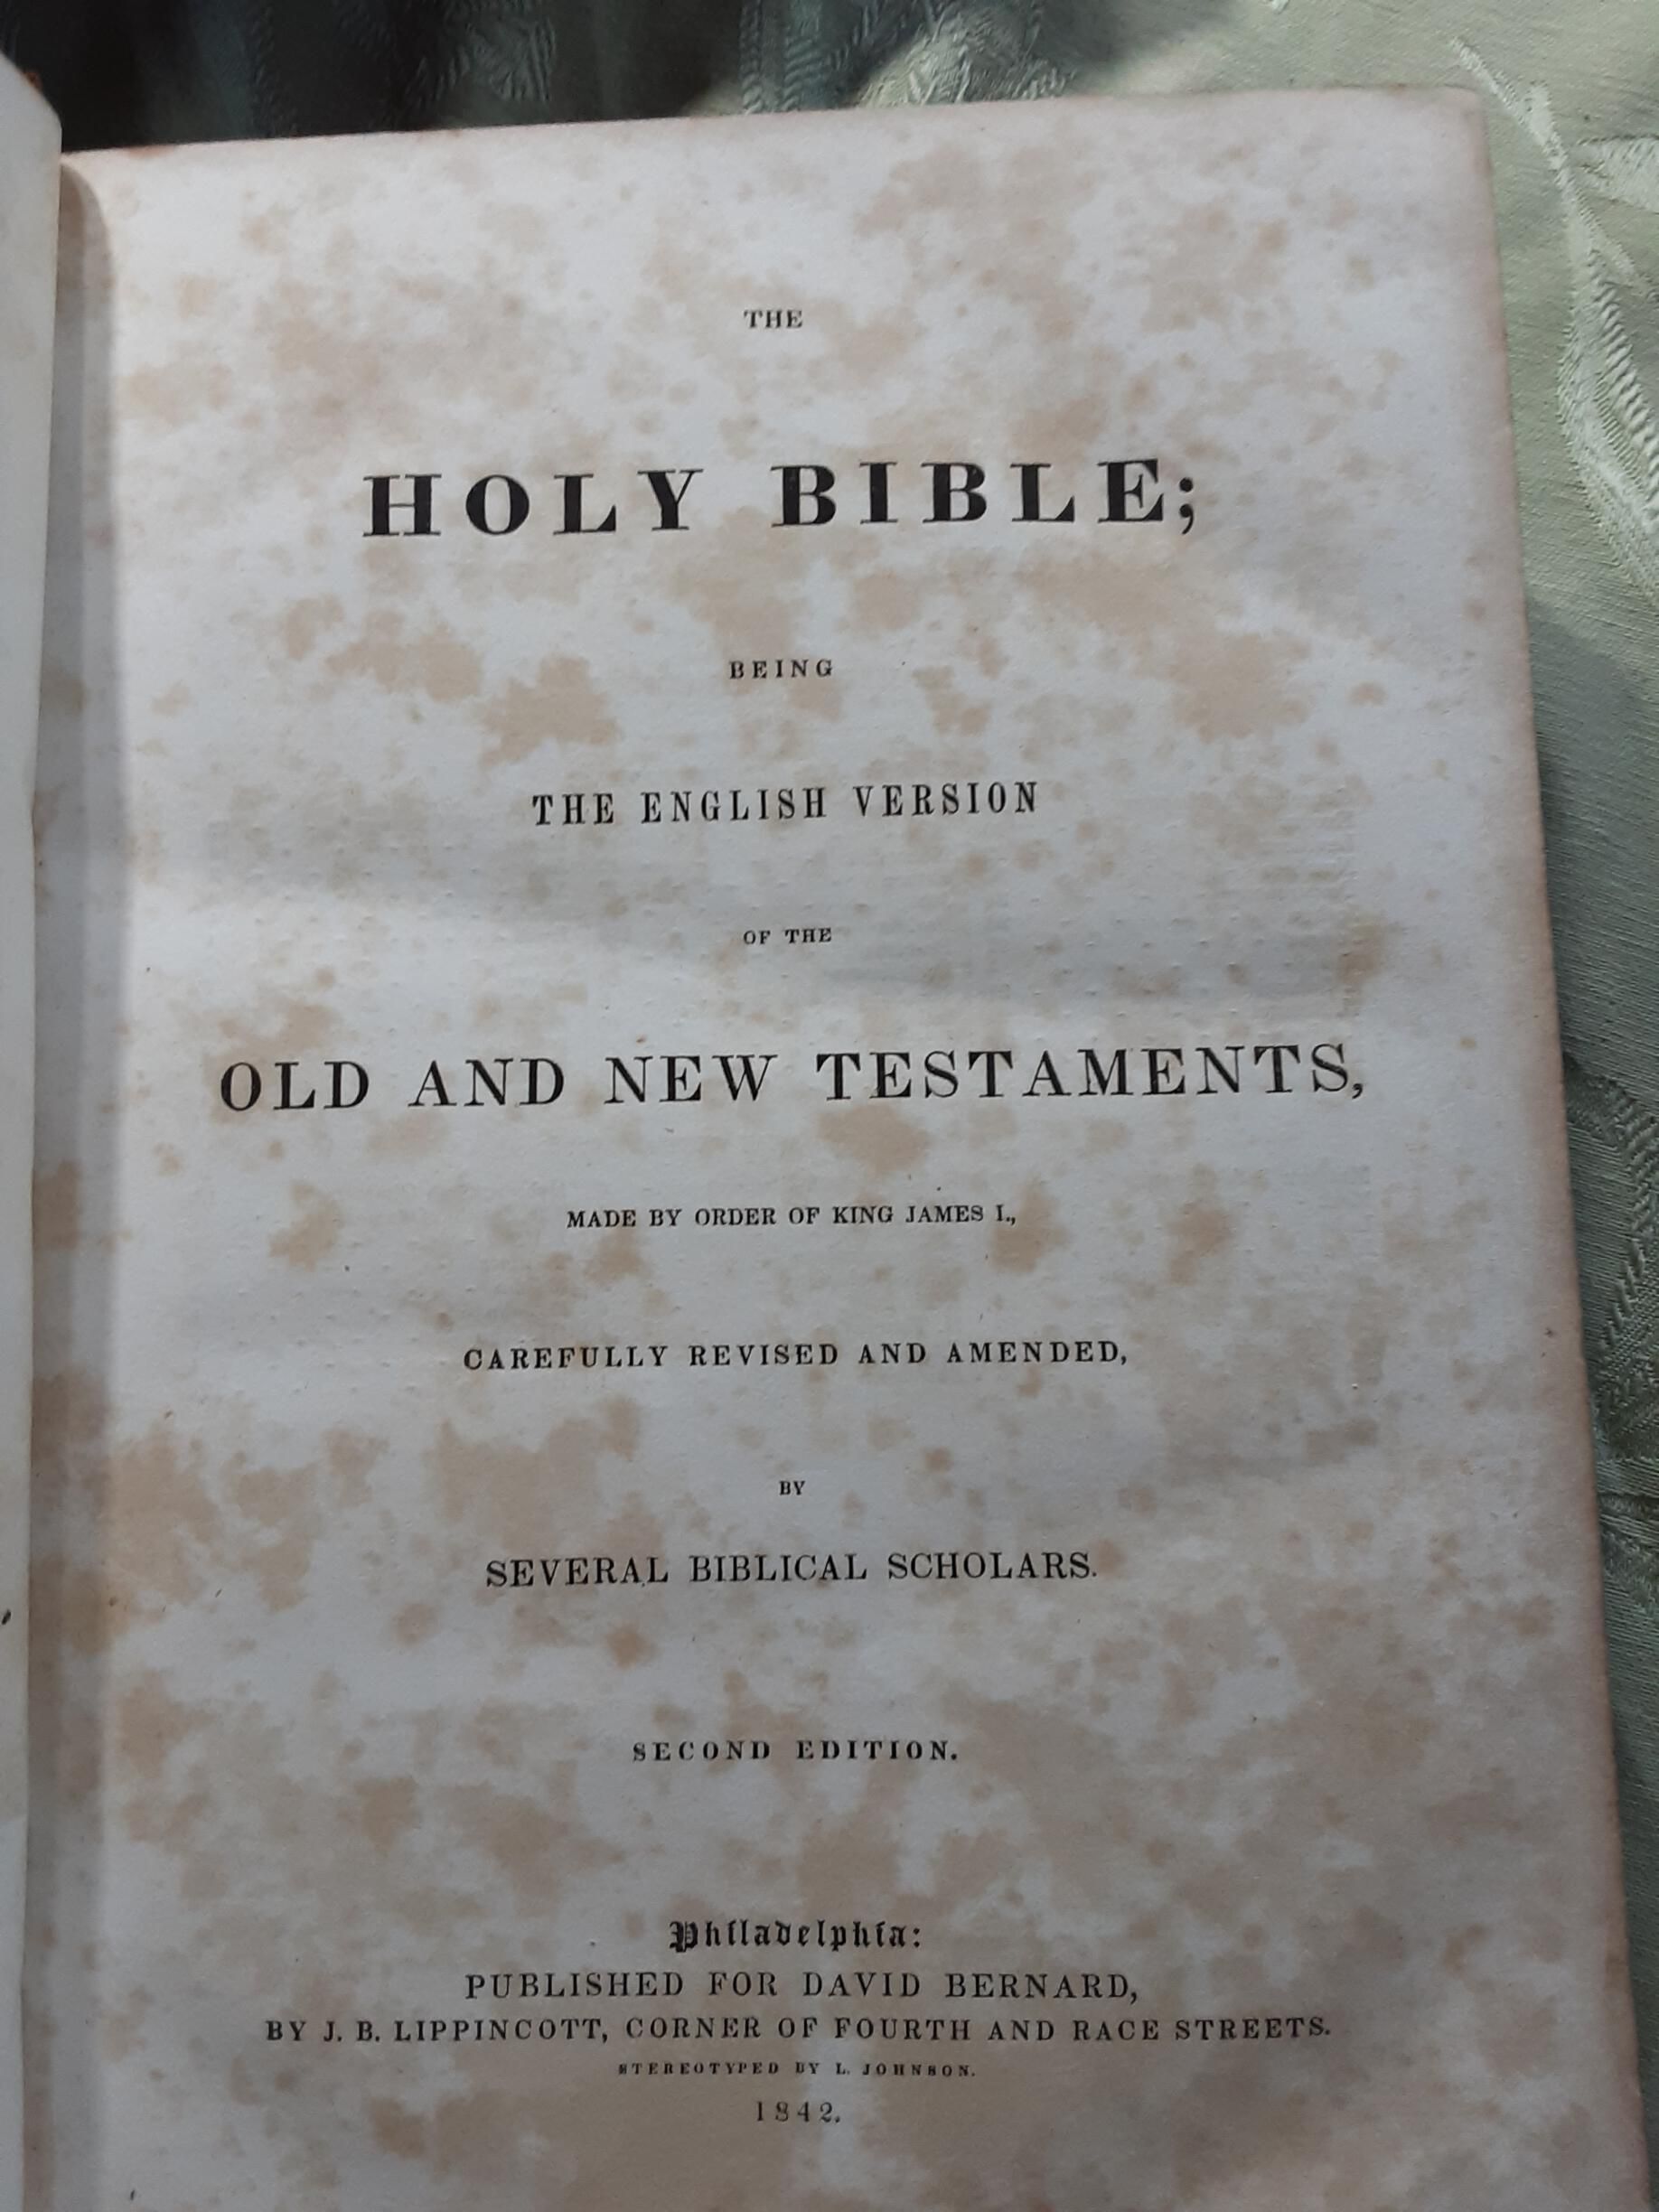 THE
HOLY BIBLE;
BEING
THE ENGLISH VERSION
OF THE
OLD AND NEW TESTAMENTS,
MADE BY ORDER OF KING JAMES I.,
CAREFULLY REVISED AND AMENDED,
BY
SEVERAL BIBLICAL SCHOLARS.
SECOND EDITION.
Philadelphia:
PUBLISHED FOR DAVID BERNARD,
BY J. B. LIPPINCOTT, CORNER OF FOURTH AND RACE STREETS.
STEREOTYPED BY L. JOHNSON.
1842.